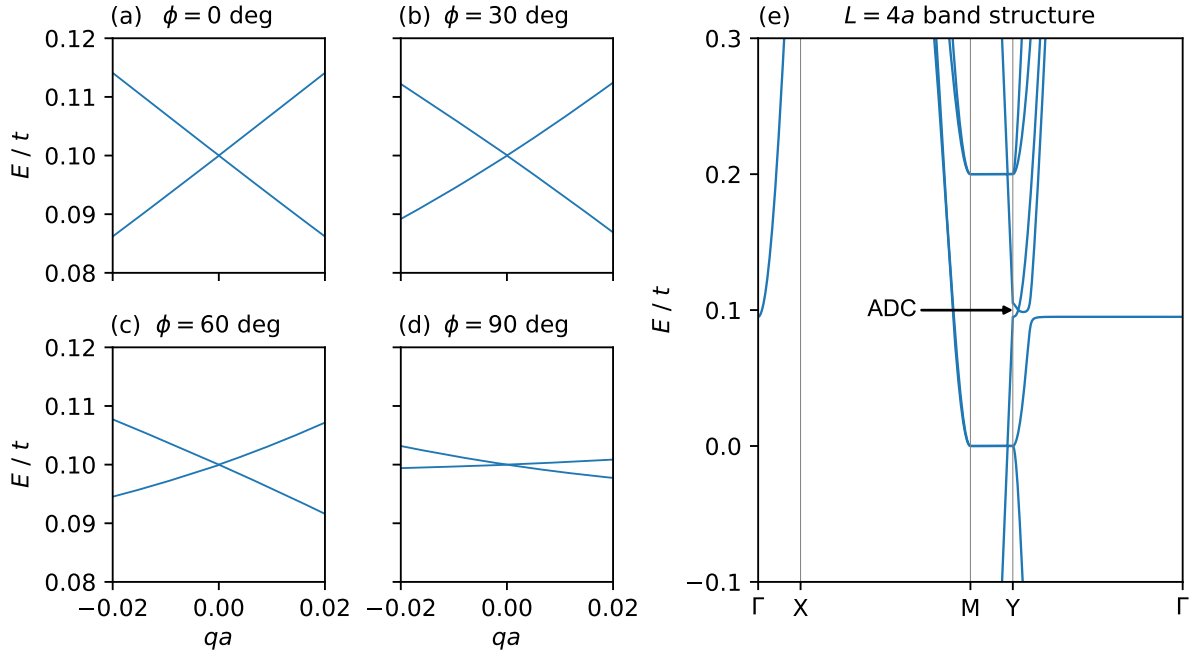 (a) ϕ = 0 deg
(b) ϕ = 30 deg
(e) L = 4a band structure
0.12
0.11
0.10
0.09
0.08
E / t
0.3
0.2
0.1
0.0
−0.1
E / t
ADC
Γ
X
M
Y
Γ
(c) ϕ = 60 deg
(d) ϕ = 90 deg
0.12
0.11
0.10
0.09
0.08
E / t
−0.02
0.00
0.02
qa
−0.02
0.00
0.02
qa